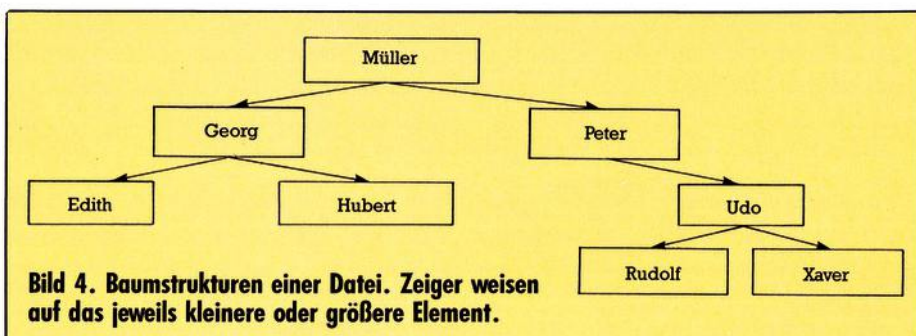 Müller
Georg
Peter
Edith
Hubert
Udo
Rudolf
Xaver
Bild 4. Baumstrukturen einer Datei. Zeiger weisen
auf das jeweils kleinere oder größere Element.